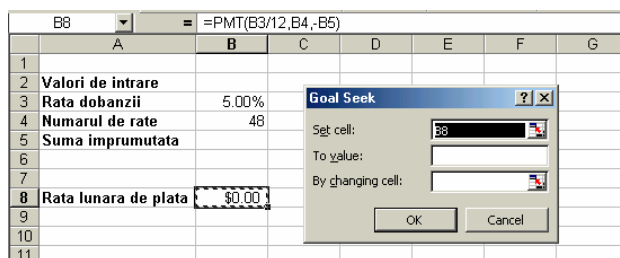 B8 = =PMT(B3/12,B4,-B5)
A B C D E F G
1
2 Valori de intrare
3 Rata dobanzii 5.00%
4 Numarul de rate 48
5 Suma imprumutata
6
7
8 Rata lunara de plata $0.00
9
10
11
Goal Seek ? x
Set cell: B8
To value:
By changing cell:
OK Cancel